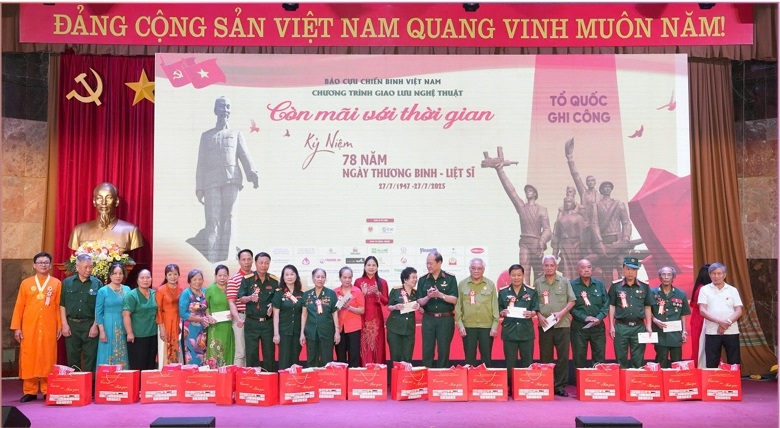 ĐẢNG CỘNG SẢN VIỆT NAM QUANG VINH MUÔN NĂM!
BÁO CỰU CHIẾN BINH VIỆT NAM
CHƯƠNG TRÌNH GIAO LƯU NGHỆ THUẬT
Còn mãi với thời gian
Kỷ Niệm
78 NĂM
NGÀY THƯƠNG BINH - LIỆT SĨ
27/7/1947-27/7/2025
TỔ QUỐC
GHI CÔNG